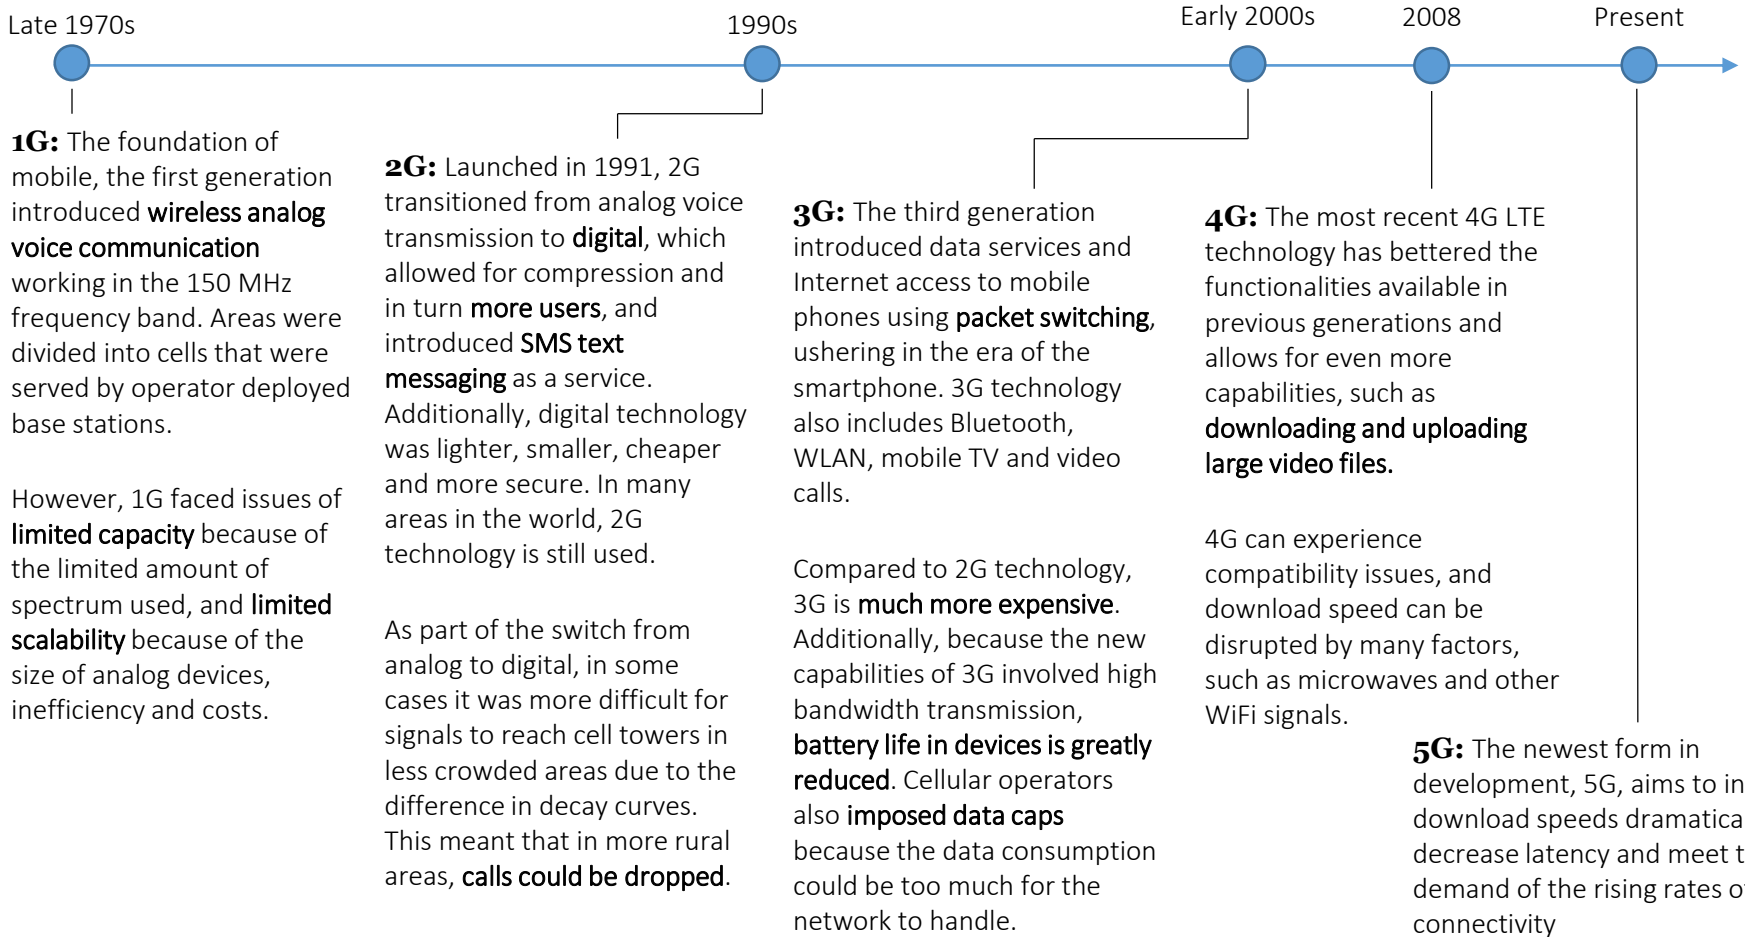 Late 1970s
1990s
Early 2000s
2008
Present
1G: The foundation of
mobile, the first generation
introduced wireless analog
voice communication
working in the 150 MHz
frequency band. Areas were
divided into cells that were
served by operator deployed
base stations.
However, 1G faced issues of
limited capacity because of
the limited amount of
spectrum used, and limited
scalability because of the
size of analog devices,
inefficiency and costs.
2G: Launched in 1991, 2G
transitioned from analog voice
transmission to digital, which
allowed for compression and
in turn more users, and
introduced SMS text
messaging as a service.
Additionally, digital technology
was lighter, smaller, cheaper
and more secure. In many
areas in the world, 2G
technology is still used.
As part of the switch from
analog to digital, in some
cases it was more difficult for
signals to reach cell towers in
less crowded areas due to the
difference in decay curves.
This meant that in more rural
areas, calls could be dropped.
3G: The third generation
introduced data services and
Internet access to mobile
phones using packet switching,
ushering in the era of the
smartphone. 3G technology
also includes Bluetooth,
WLAN, mobile TV and video
calls.
Compared to 2G technology,
3G is much more expensive.
Additionally, because the new
capabilities of 3G involved high
bandwidth transmission,
battery life in devices is greatly
reduced. Cellular operators
also imposed data caps
because the data consumption
could be too much for the
network to handle.
4G: The most recent 4G LTE
technology has bettered the
functionalities available in
previous generations and
allows for even more
capabilities, such as
downloading and uploading
large video files.
4G can experience
compatibility issues, and
download speed can be
disrupted by many factors,
such as microwaves and other
WiFi signals.
5G: The newest form in
development, 5G, aims to in
download speeds dramatica
decrease latency and meet t
demand of the rising rates o
connectivity